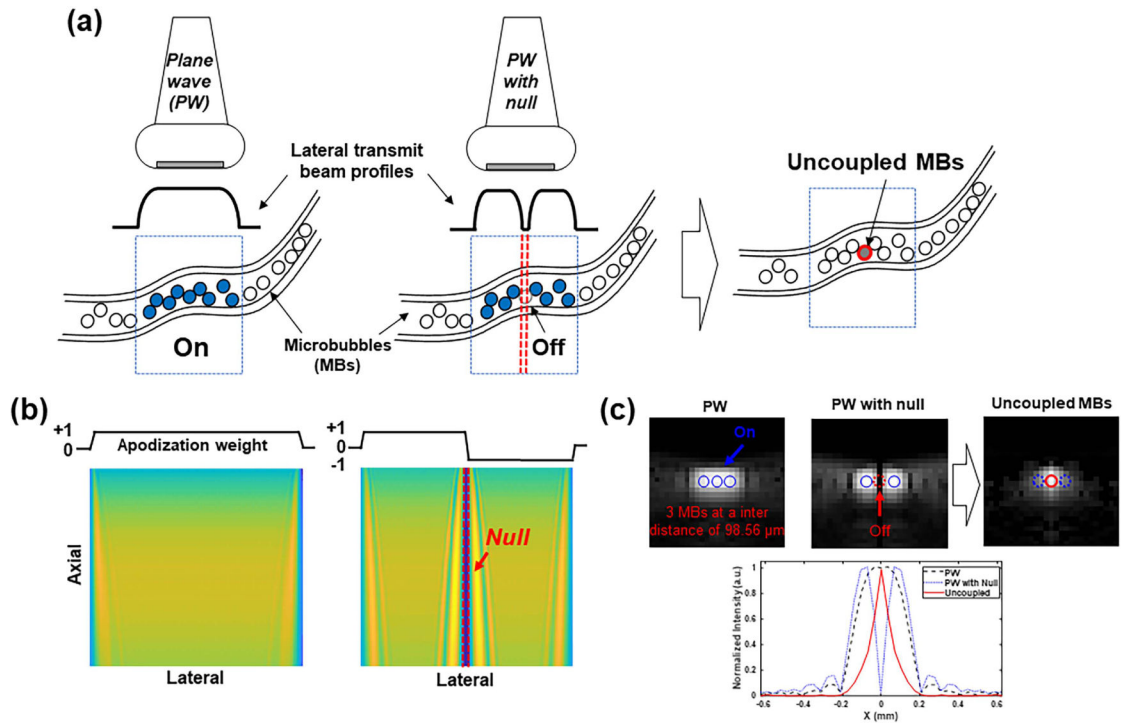 (a)
Plane
wave
(PW)
PW
with
null
Lateral transmit
beam profiles
Uncoupled MBs
On
Microbubbles
(MBs)
Off
(b)
+1
0
Apodization weight
+1
0
-1
Null
Axial
Lateral
Lateral
(c)
PW
PW with null
Uncoupled MBs
On
3 MBs at a inter
distance of 98.56 μm
Off
Normalized Intensity (a.u.)
1
0.8
0.6
0.4
0.2
0
PW
PW with Null
Uncoupled
-0.6
-0.4
-0.2
0
0.2
0.4
0.6
X (mm)